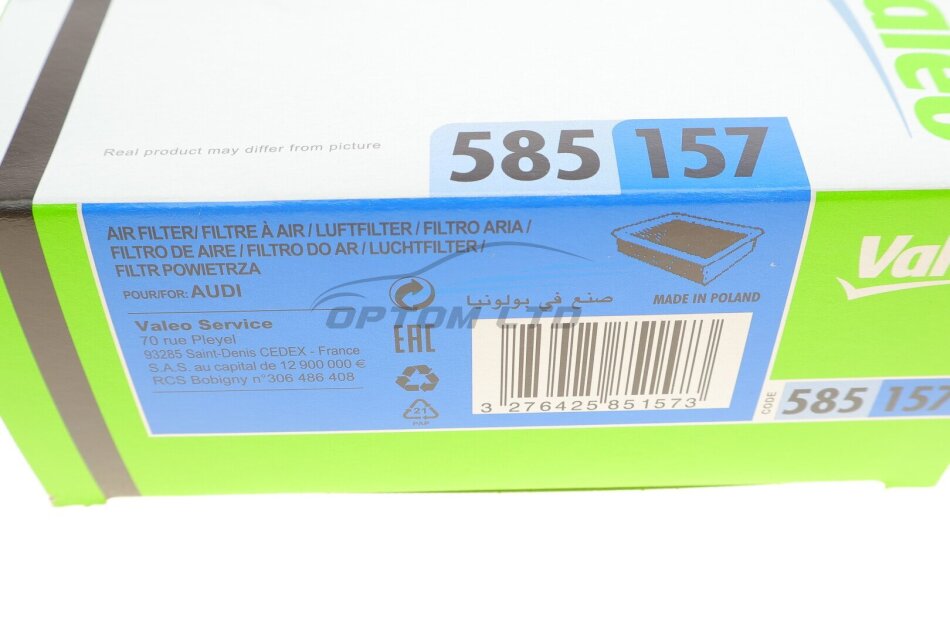 Valeo
Real product may differ from picture
585 157
AIR FILTER/ FILTRE À AIR / LUFTFILTER / FILTRO ARIA /
FILTRO DE AIRE / FILTRO DO AR / LUCHTFILTER /
FILTR POWIETRZA
POUR/FOR: AUDI
صنع في بولونيا
MADE IN POLAND
OPTOM LTD
Valeo Service
70 rue Pleyel
93285 Saint-Denis CEDEX - France
S.A.S. au capital de 12 900 000 €
RCS Bobigny n°306 486 408
EAC
21
PAP
3 276425 851573
Val
CODE
585 157